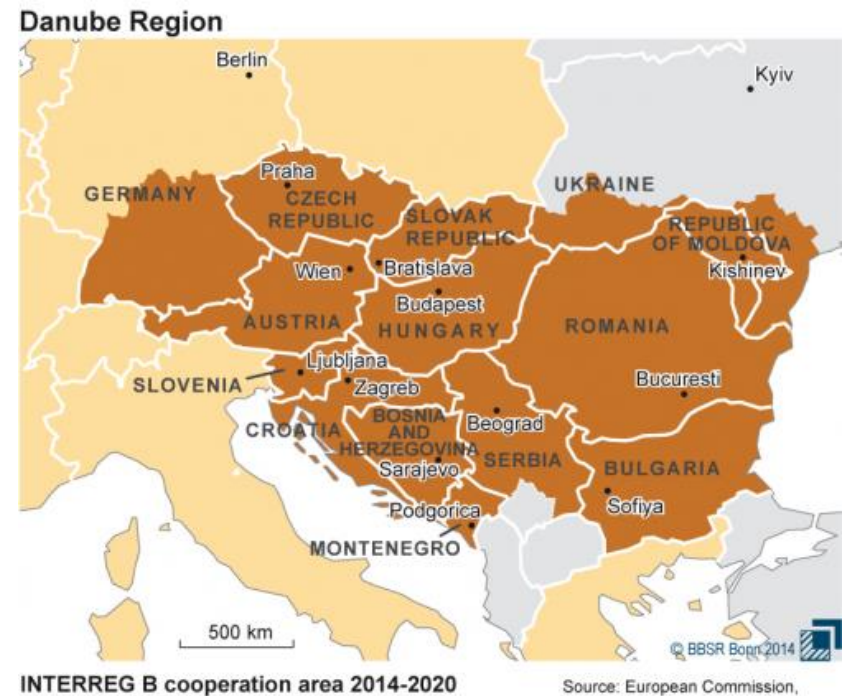 Danube Region
Berlin
Kyiv
Praha
GERMANY
CZECH
REPUBLIC
UKRAINE
SLOVAK
REPUBLIC
REPUBLIC
OF MOLDOVA
Kishinev
Wien
Bratislava
Budapest
AUSTRIA
HUNGARY
ROMANIA
Ljubljana
SLOVENIA
Zagreb
Bucuresti
CROATIA
BOSNIA
AND
HERZEGOVINA
Beograd
Sarajevo
SERBIA
BULGARIA
Sofiya
Podgorica
MONTENEGRO
500 km
© BBSR Bonn 2014
INTERREG B cooperation area 2014-2020
Source: European Commission,